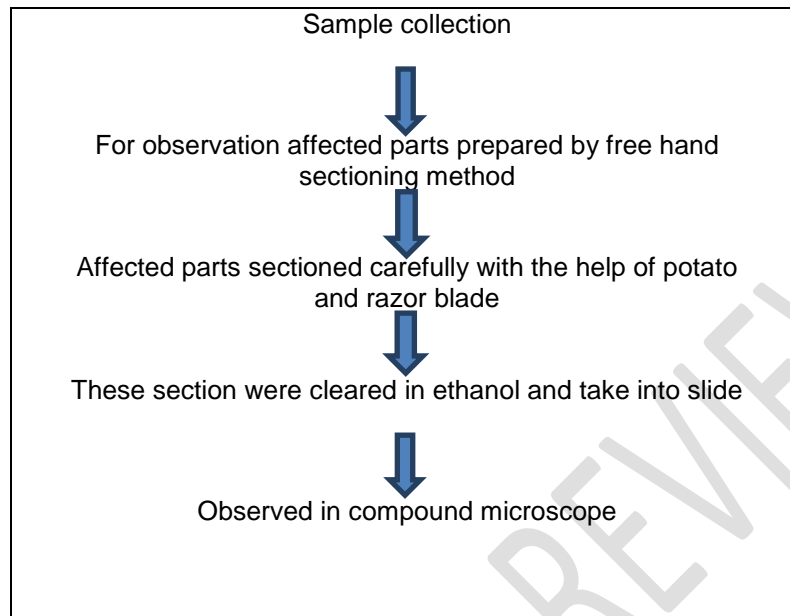 Sample collection
For observation affected parts prepared by free hand
sectioning method
Affected parts sectioned carefully with the help of potato
and razor blade
These section were cleared in ethanol and take into slide
Observed in compound microscope
REVIE